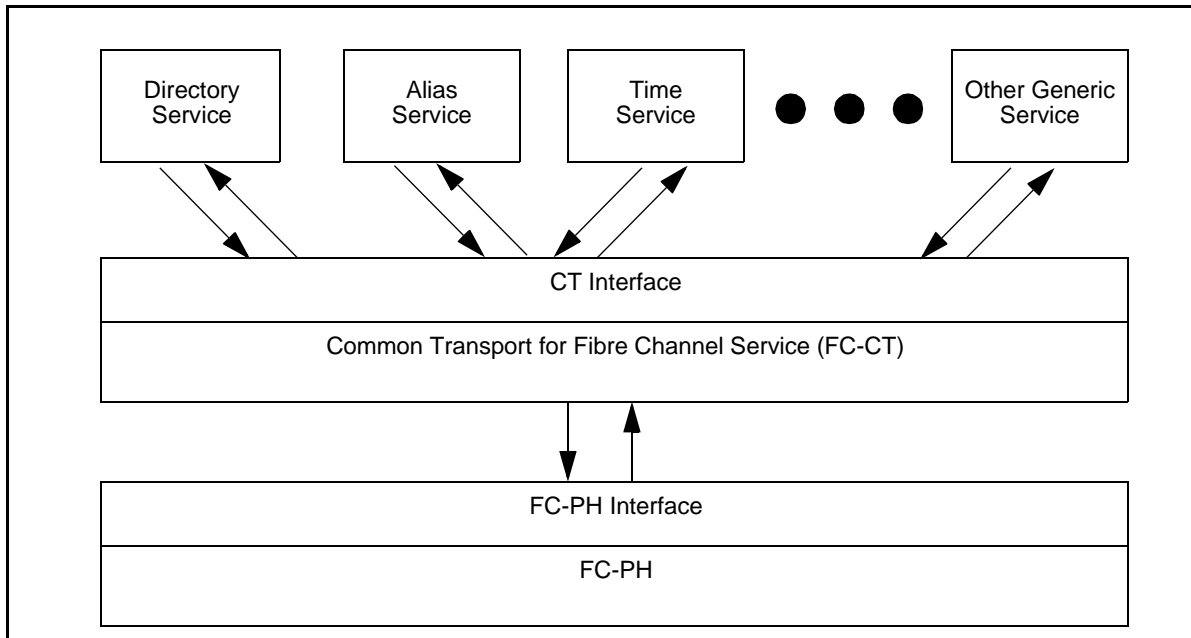 Directory
Service
Alias
Service
Time
Service
Other Generic
Service
CT Interface
Common Transport for Fibre Channel Service (FC-CT)
FC-PH Interface
FC-PH